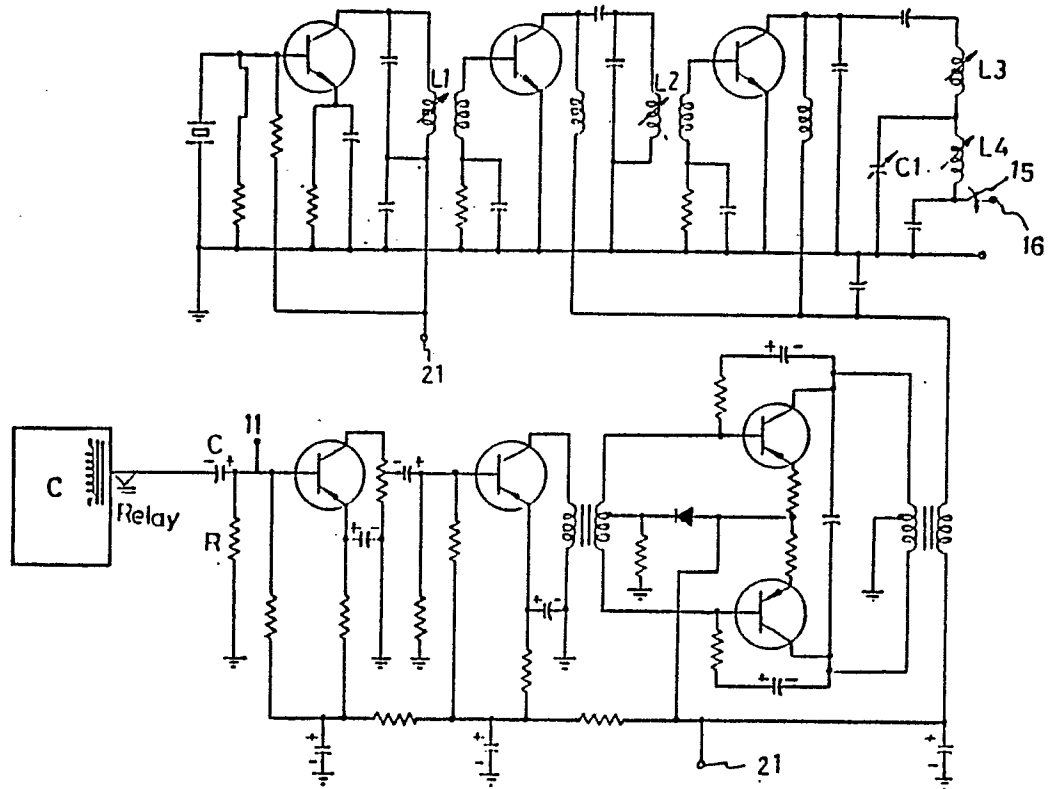 L1
L2
L3
C1
L4
15
16
21
+ -
11
C
- +
C
Relay
R
- +
+ -
+ -
+ -
+
-
+
-
21
+
-